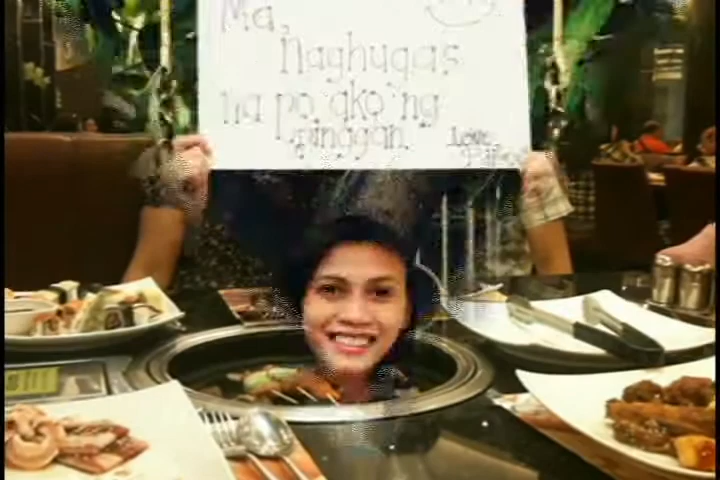 Ma,
Naghugas
na po ako ng
pinggan.
Love,